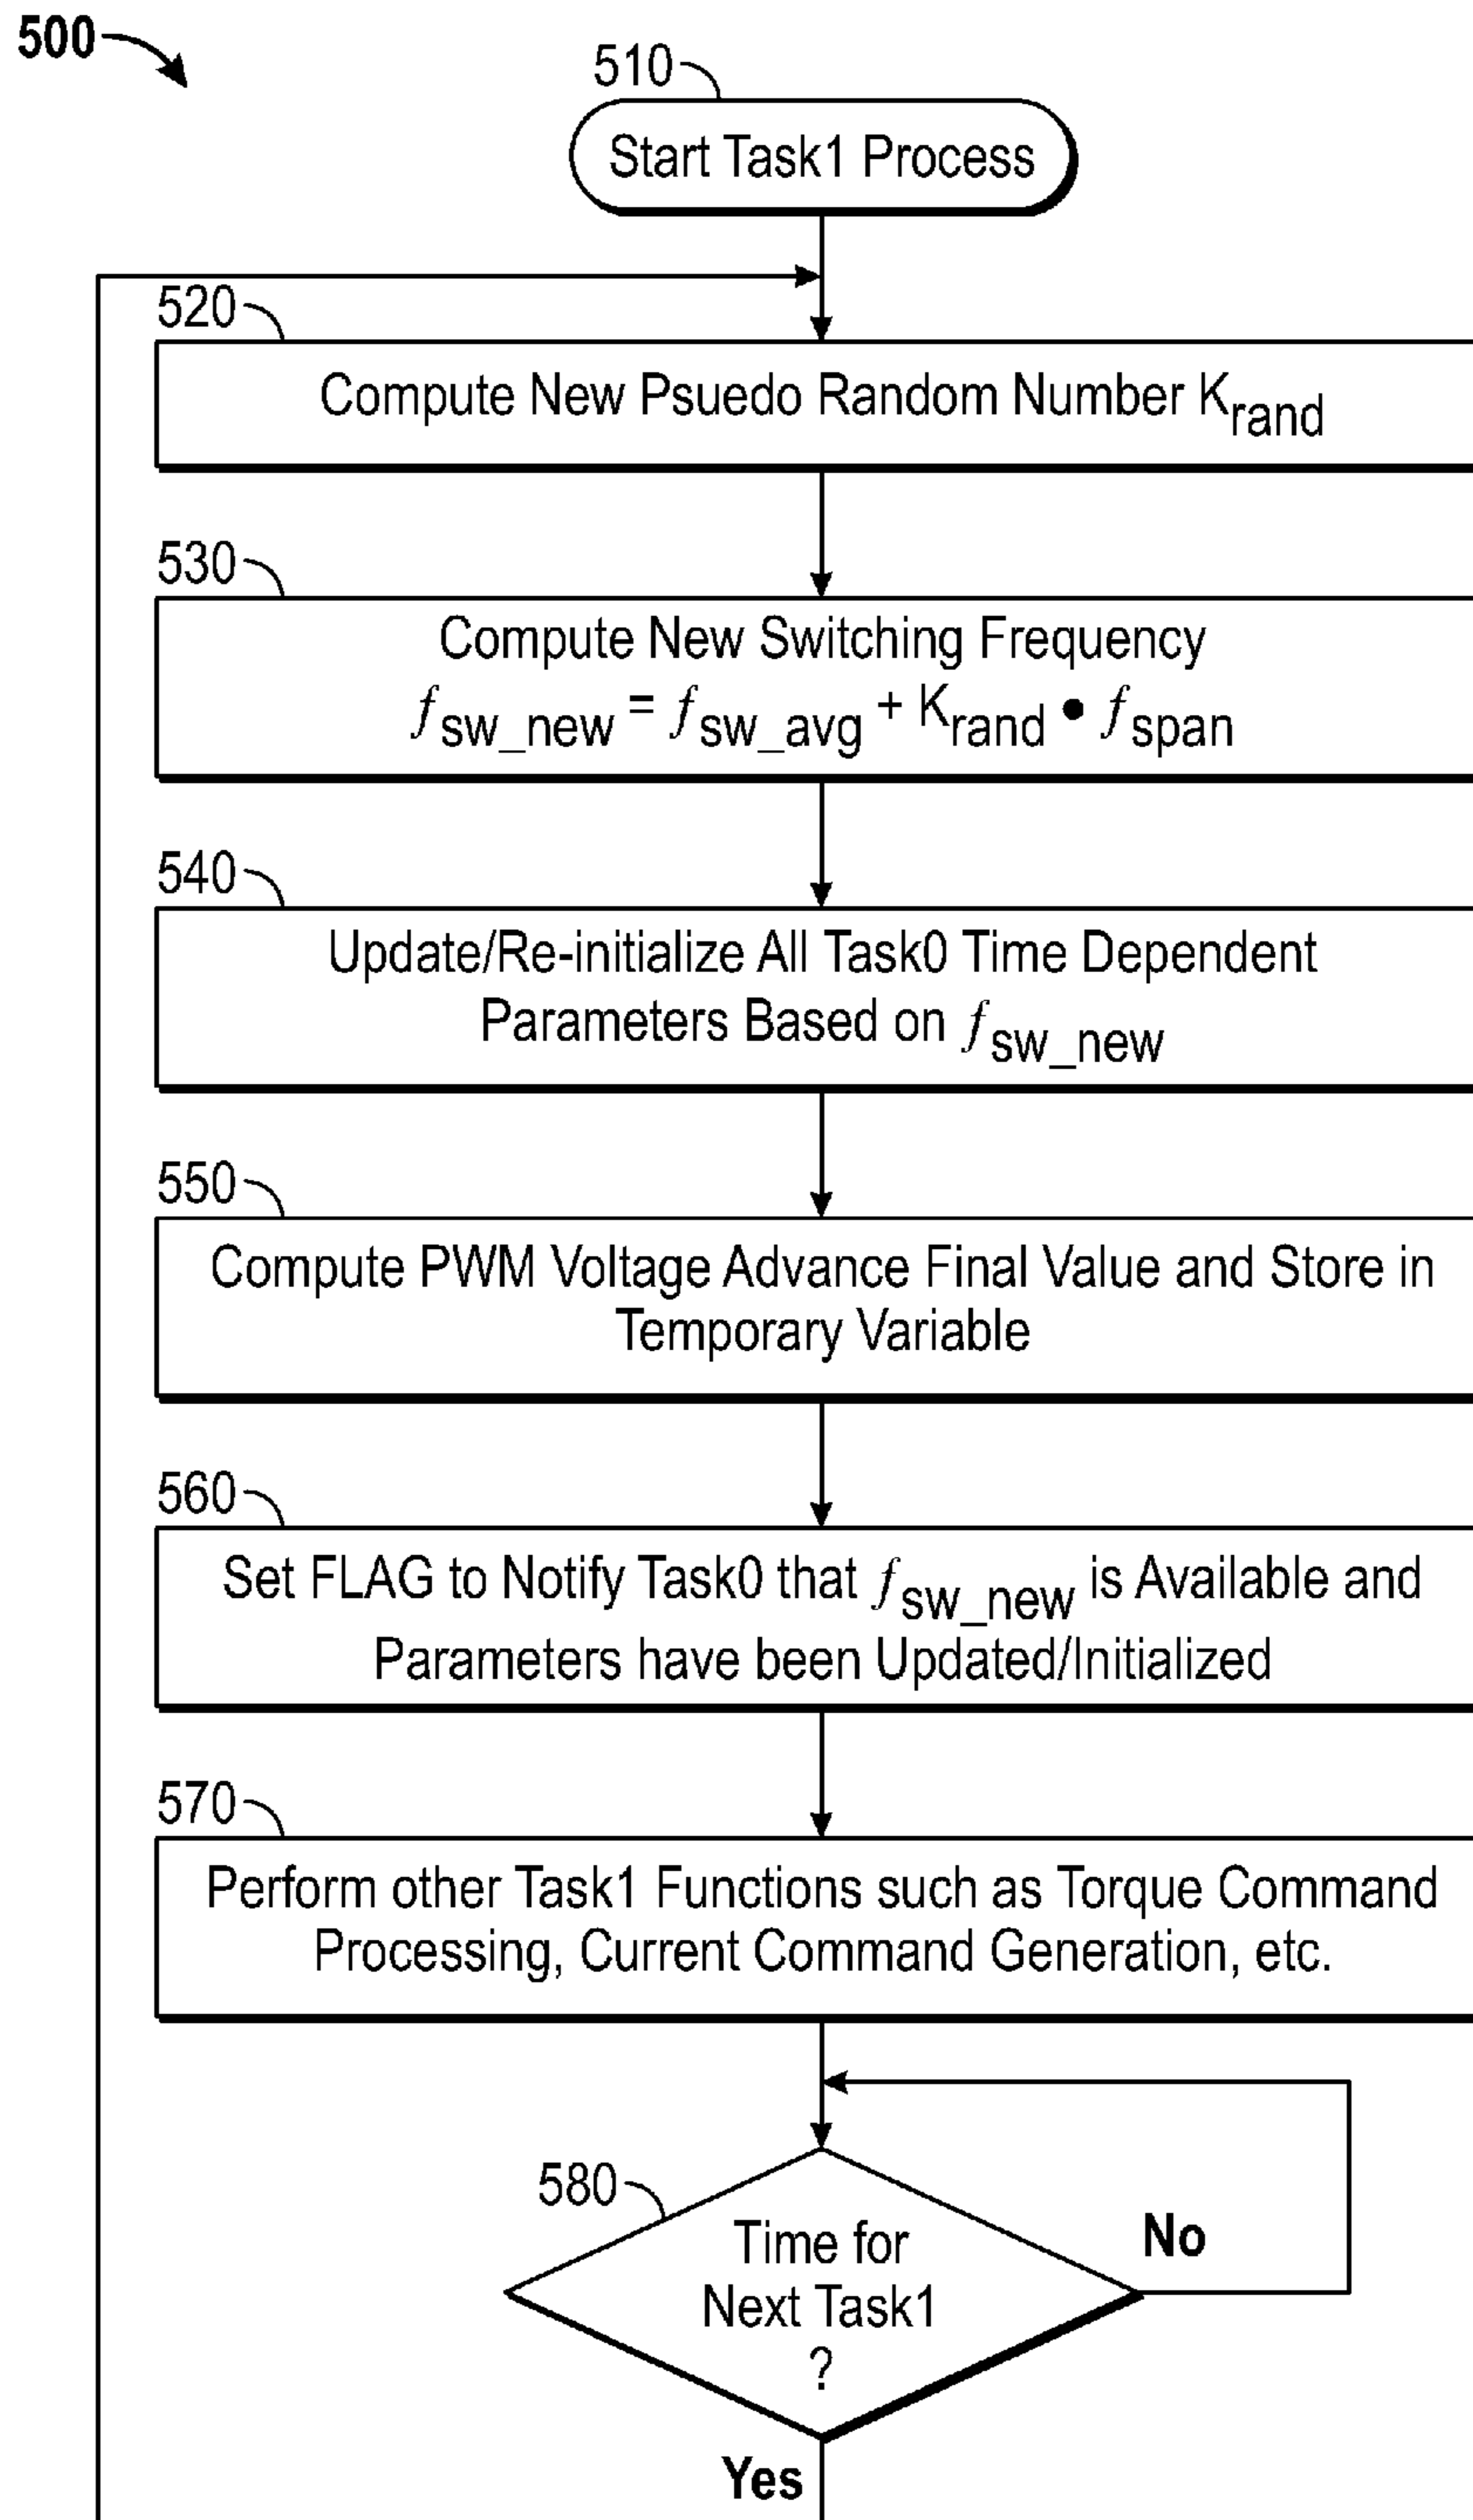 500
510
Start Task1 Process
520
Compute New Psuedo Random Number Krand
530
Compute New Switching Frequency
fsw_new = fsw_avg + Krand • fspan
540
Update/Re-initialize All Task0 Time Dependent
Parameters Based on fsw_new
550
Compute PWM Voltage Advance Final Value and Store in
Temporary Variable
560
Set FLAG to Notify Task0 that fsw_new is Available and
Parameters have been Updated/Initialized
570
Perform other Task1 Functions such as Torque Command
Processing, Current Command Generation, etc.
580
Time for
Next Task1
?
No
Yes